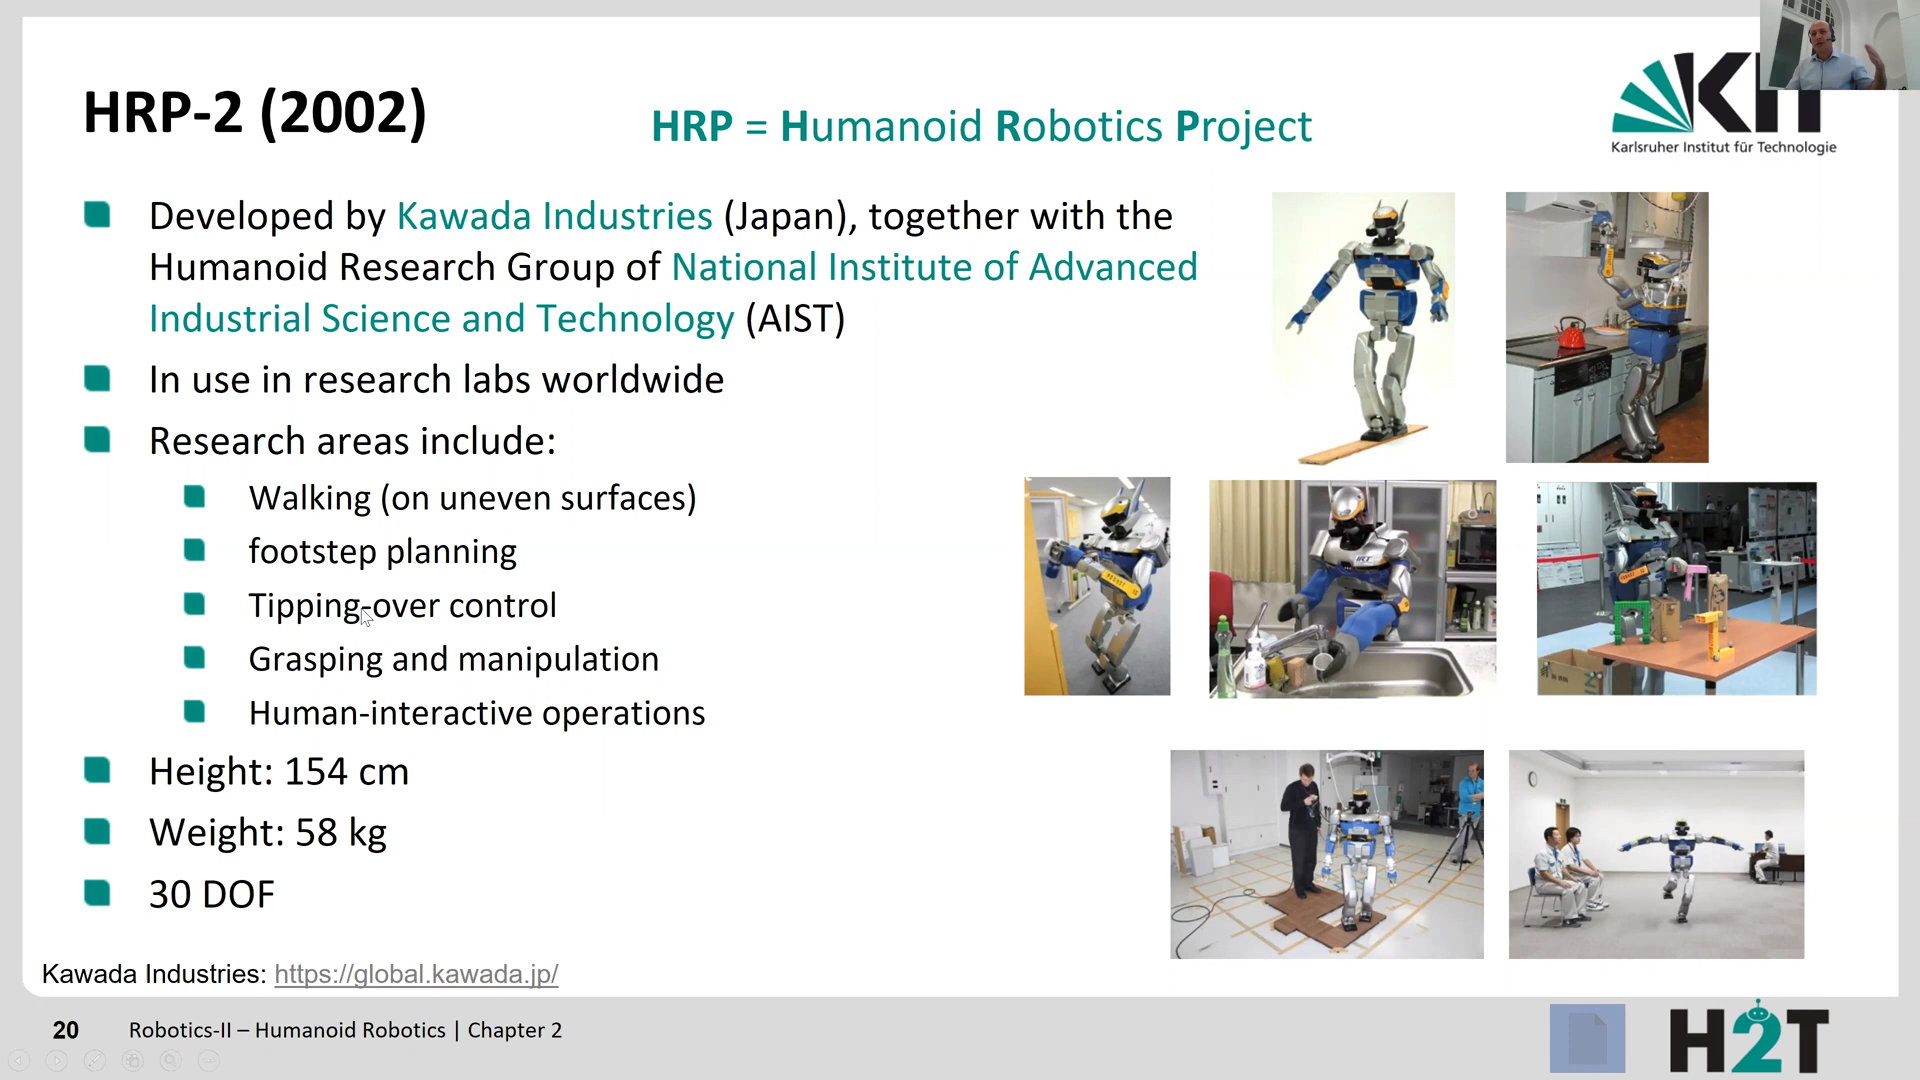 HRP-2 (2002)
HRP = Humanoid Robotics Project
Karlsruher Institut für Technologie
Developed by Kawada Industries (Japan), together with the
Humanoid Research Group of National Institute of Advanced
Industrial Science and Technology (AIST)
In use in research labs worldwide
Research areas include:
Walking (on uneven surfaces)
footstep planning
Tipping-over control
Grasping and manipulation
Human-interactive operations
Height: 154 cm
Weight: 58 kg
30 DOF
IRT
Kawada Industries: https://global.kawada.jp/
20
Robotics-II – Humanoid Robotics | Chapter 2
H2T